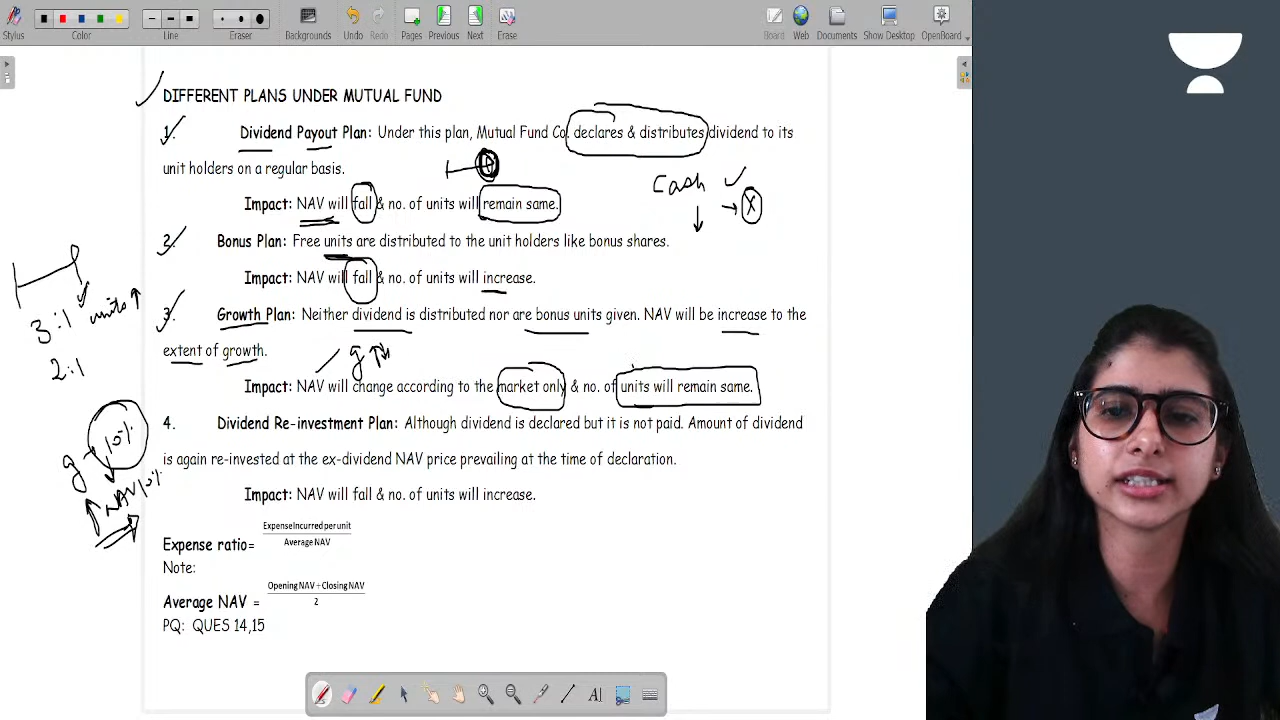 Stylus
Color
Line
Eraser
Backgrounds
Undo
Redo
Pages
Previous
Next
Erase
Board
Web
Documents
Show Desktop
OpenBoard
DIFFERENT PLANS UNDER MUTUAL FUND
1. Dividend Payout Plan: Under this plan, Mutual Fund Co. declares & distributes dividend to its
unit holders on a regular basis.
Cash
Impact: NAV will fall & no. of units will remain same.
X
2. Bonus Plan: Free units are distributed to the unit holders like bonus shares.
Impact: NAV will fall & no. of units will increase.
3:1 units ↑
2:1
3. Growth Plan: Neither dividend is distributed nor are bonus units given. NAV will be increase to the
extent of growth.
g ↑↓
Impact: NAV will change according to the market only & no. of units will remain same.
4. Dividend Re-investment Plan: Although dividend is declared but it is not paid. Amount of dividend
is again re-invested at the ex-dividend NAV price prevailing at the time of declaration.
g → 10%
↑ NAV 10%
Impact: NAV will fall & no. of units will increase.
Expense ratio= Expense Incurred per unit
Average NAV
Note:
Average NAV = Opening NAV + Closing NAV
2
PQ: QUES 14,15